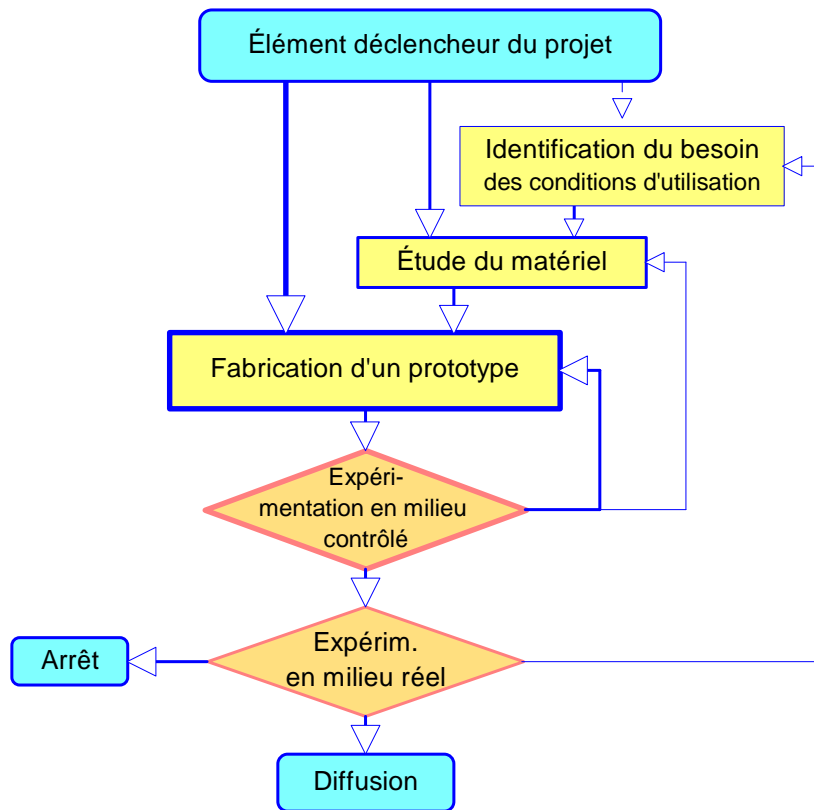 Élément déclencheur du projet
Identification du besoin
des conditions d'utilisation
Étude du matériel
Fabrication d'un prototype
Expéri-
mentation en milieu
contrôlé
Expérim.
en milieu réel
Arrêt
Diffusion